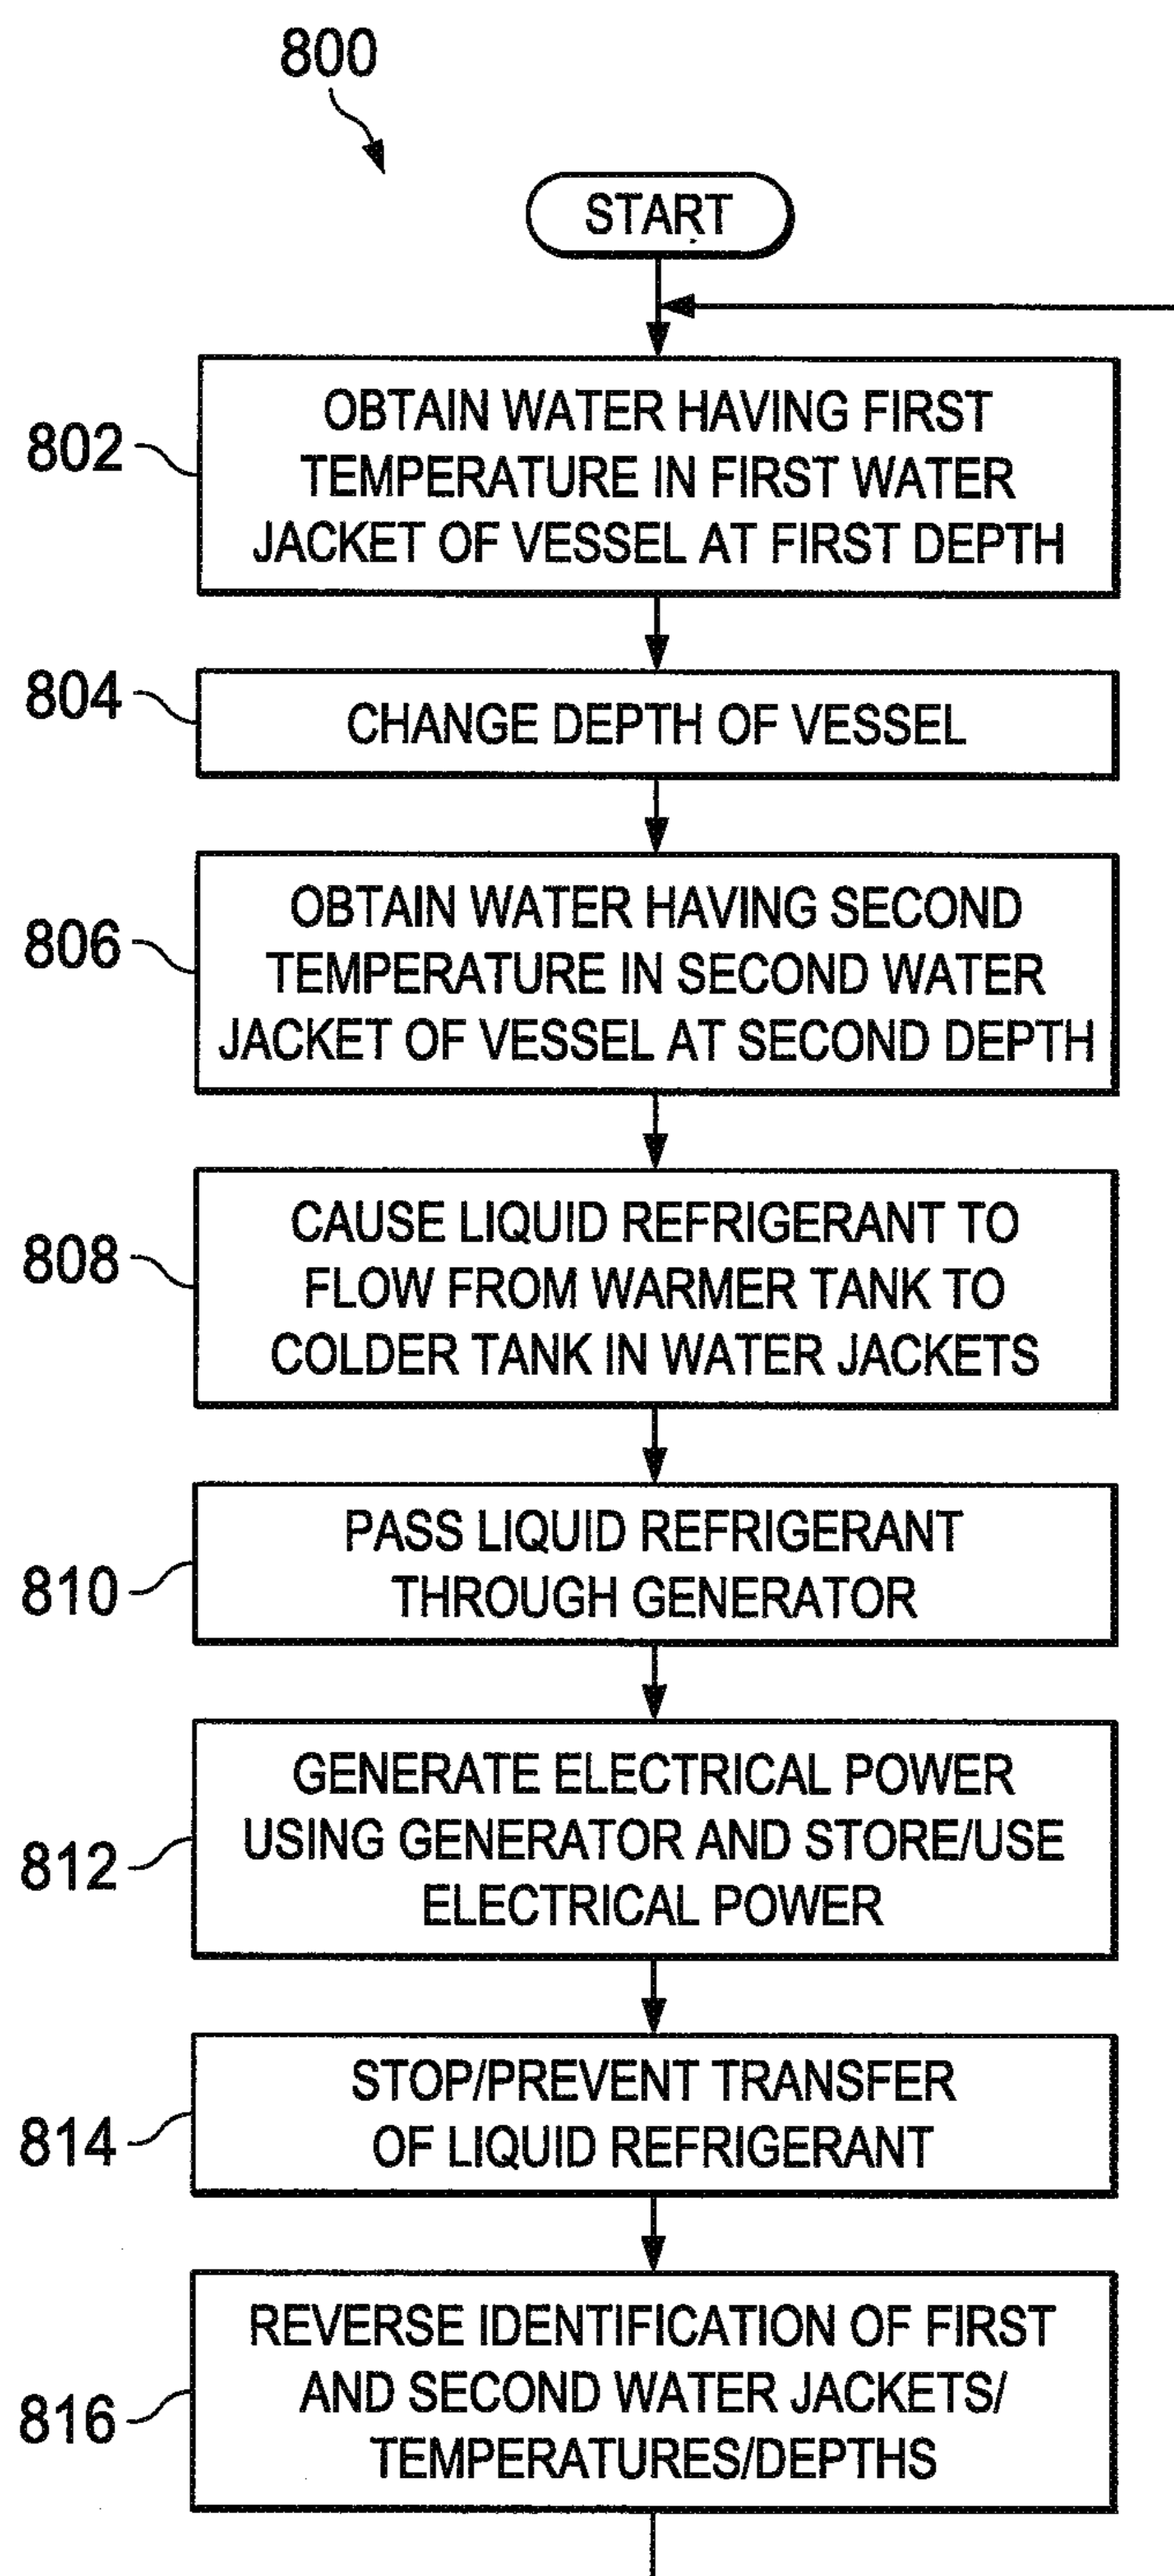 800
START
802
OBTAIN WATER HAVING FIRST
TEMPERATURE IN FIRST WATER
JACKET OF VESSEL AT FIRST DEPTH
804
CHANGE DEPTH OF VESSEL
806
OBTAIN WATER HAVING SECOND
TEMPERATURE IN SECOND WATER
JACKET OF VESSEL AT SECOND DEPTH
808
CAUSE LIQUID REFRIGERANT TO
FLOW FROM WARMER TANK TO
COLDER TANK IN WATER JACKETS
810
PASS LIQUID REFRIGERANT
THROUGH GENERATOR
812
GENERATE ELECTRICAL POWER
USING GENERATOR AND STORE/USE
ELECTRICAL POWER
814
STOP/PREVENT TRANSFER
OF LIQUID REFRIGERANT
816
REVERSE IDENTIFICATION OF FIRST
AND SECOND WATER JACKETS/
TEMPERATURES/DEPTHS